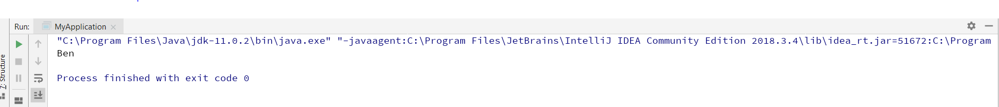 Run: MyApplication
"C:\Program Files\Java\jdk-11.0.2\bin\java.exe" "-javaagent:C:\Program Files\JetBrains\IntelliJ IDEA Community Edition 2018.3.4\lib\idea_rt.jar=51672:C:\Program
Ben
Process finished with exit code 0
7: Structure